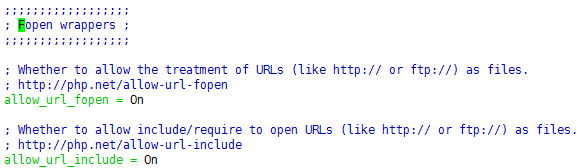 ;;;;;;;;;;;;;;;;;;
; Fopen wrappers ;
;;;;;;;;;;;;;;;;;;
; Whether to allow the treatment of URLs (like http:// or ftp://) as files.
; http://php.net/allow-url-fopen
allow_url_fopen = On
; Whether to allow include/require to open URLs (like http:// or ftp://) as files.
; http://php.net/allow-url-include
allow_url_include = On